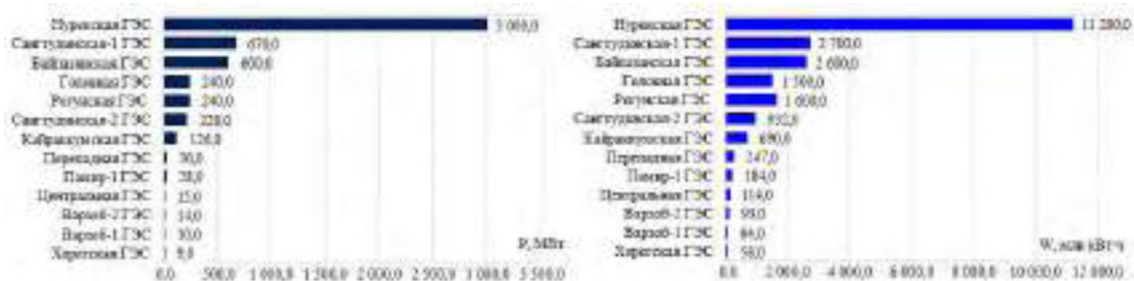 Нурекская ГЭС 3 000,0
Сангтудинская-1 ГЭС 670,0
Байпазинская ГЭС 600,0
Головная ГЭС 240,0
Рогунская ГЭС 240,0
Сангтудинская-2 ГЭС 220,0
Кайраккумская ГЭС 126,0
Перепадная ГЭС 30,0
Памир-1 ГЭС 28,0
Центральная ГЭС 15,0
Варзоб-2 ГЭС 14,0
Варзоб-1 ГЭС 10,0
Хорогская ГЭС 9,0
P, МВт
0,0 500,0 1 000,0 1 500,0 2 000,0 2 500,0 3 000,0 3 500,0
Нурекская ГЭС 11 200,0
Сангтудинская-1 ГЭС 2 700,0
Байпазинская ГЭС 2 600,0
Головная ГЭС
Рогунская ГЭС 1 600,0
Сангтудинская-2 ГЭС
Кайраккумская ГЭС 690,0
Перепадная ГЭС 247,0
Памир-1 ГЭС 184,0
Центральная ГЭС 114,0
Варзоб-2 ГЭС
Варзоб-1 ГЭС 64,0
Хорогская ГЭС
W, млн кВт·ч
0,0 2 000,0 4 000,0 6 000,0 8 000,0 10 000,0 12 000,0